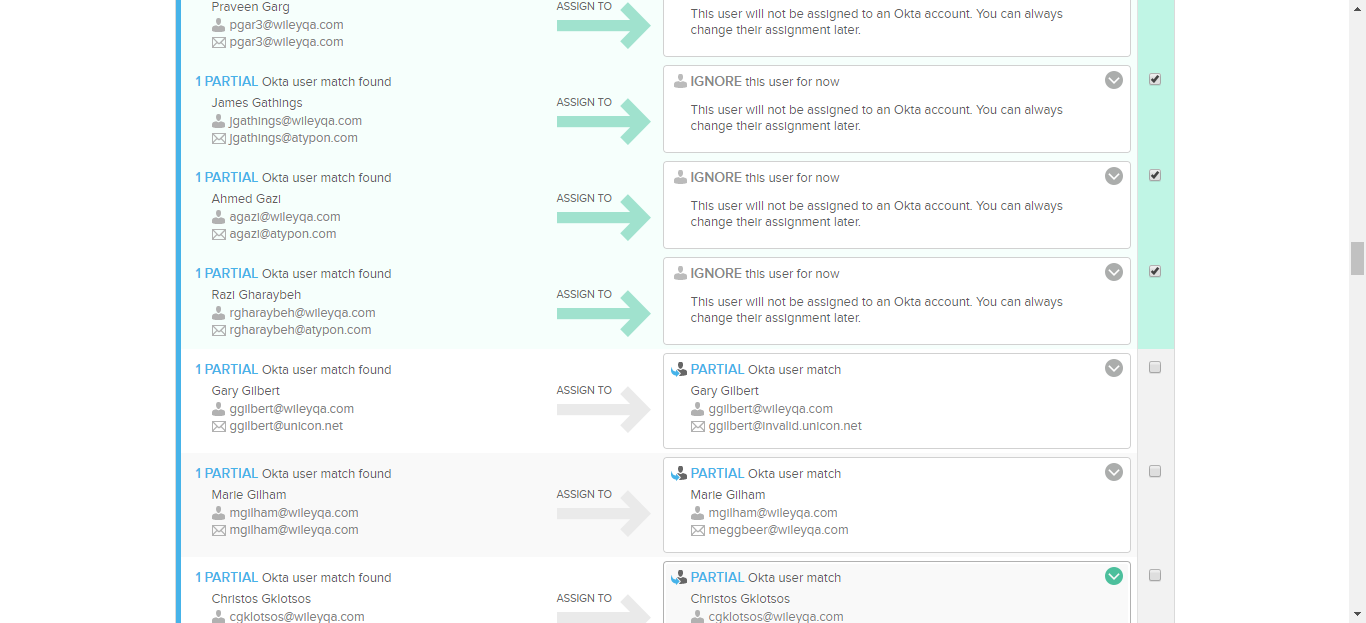 Praveen Garg
ASSIGN TO
This user will not be assigned to an Okta account. You can always
pgar3@wileyqa.com
change their assignment later.
pgar3@wileyqa.com
1 PARTIAL Okta user match found
IGNORE this user for now
James Gathings
ASSIGN TO
This user will not be assigned to an Okta account. You can always
jgathings@wileyqa.com
change their assignment later.
jgathings@atypon.com
1 PARTIAL Okta user match found
IGNORE this user for now
Ahmed Gazi
ASSIGN TO
This user will not be assigned to an Okta account. You can always
agazi@wileyqa.com
change their assignment later.
agazi@atypon.com
1 PARTIAL Okta user match found
IGNORE this user for now
Razi Gharaybeh
ASSIGN TO
This user will not be assigned to an Okta account. You can always
rgharaybeh@wileyqa.com
change their assignment later.
rgharaybeh@atypon.com
1 PARTIAL Okta user match found
PARTIAL Okta user match
Gary Gilbert
ASSIGN TO
Gary Gilbert
ggilbert@wileyqa.com
ggilbert@wileyqa.com
ggilbert@unicon.net
ggilbert@invalid.unicon.net
1 PARTIAL Okta user match found
PARTIAL Okta user match
Marie Gilham
ASSIGN TO
Marie Gilham
mgilham@wileyqa.com
mgilham@wileyqa.com
mgilham@wileyqa.com
meggbeer@wileyqa.com
1 PARTIAL Okta user match found
PARTIAL Okta user match
Christos Gklotsos
ASSIGN TO
Christos Gklotsos
cgklotsos@wileyqa.com
cgklotsos@wileyqa.com